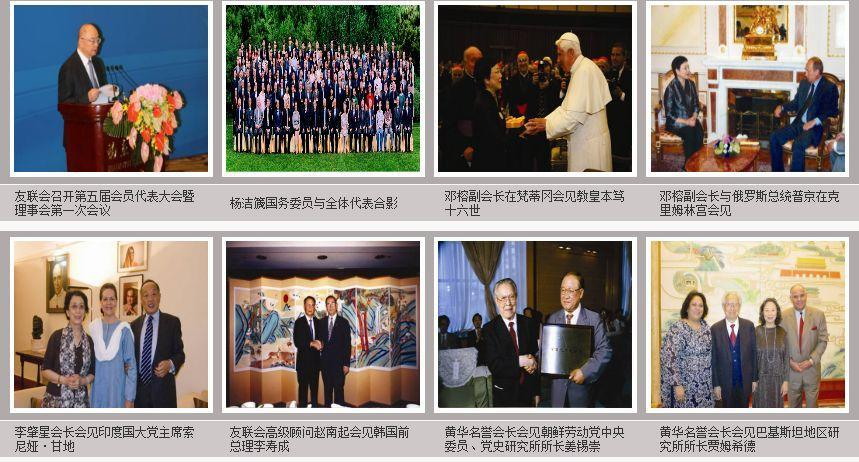 友联会召开第五届会员代表大会暨
理事会第一次会议
杨洁篪国务委员与全体代表合影
邓榕副会长在梵蒂冈会见教皇本笃
十六世
邓榕副会长与俄罗斯总统普京在克
里姆林宫会见
李肇星会长会见印度国大党主席索
尼娅·甘地
友联会高级顾问赵南起会见韩国前
总理李寿成
黄华名誉会长会见朝鲜劳动党中央
委员、党史研究所所长姜锡崇
黄华名誉会长会见巴基斯坦地区研
究所所长贾姆希德